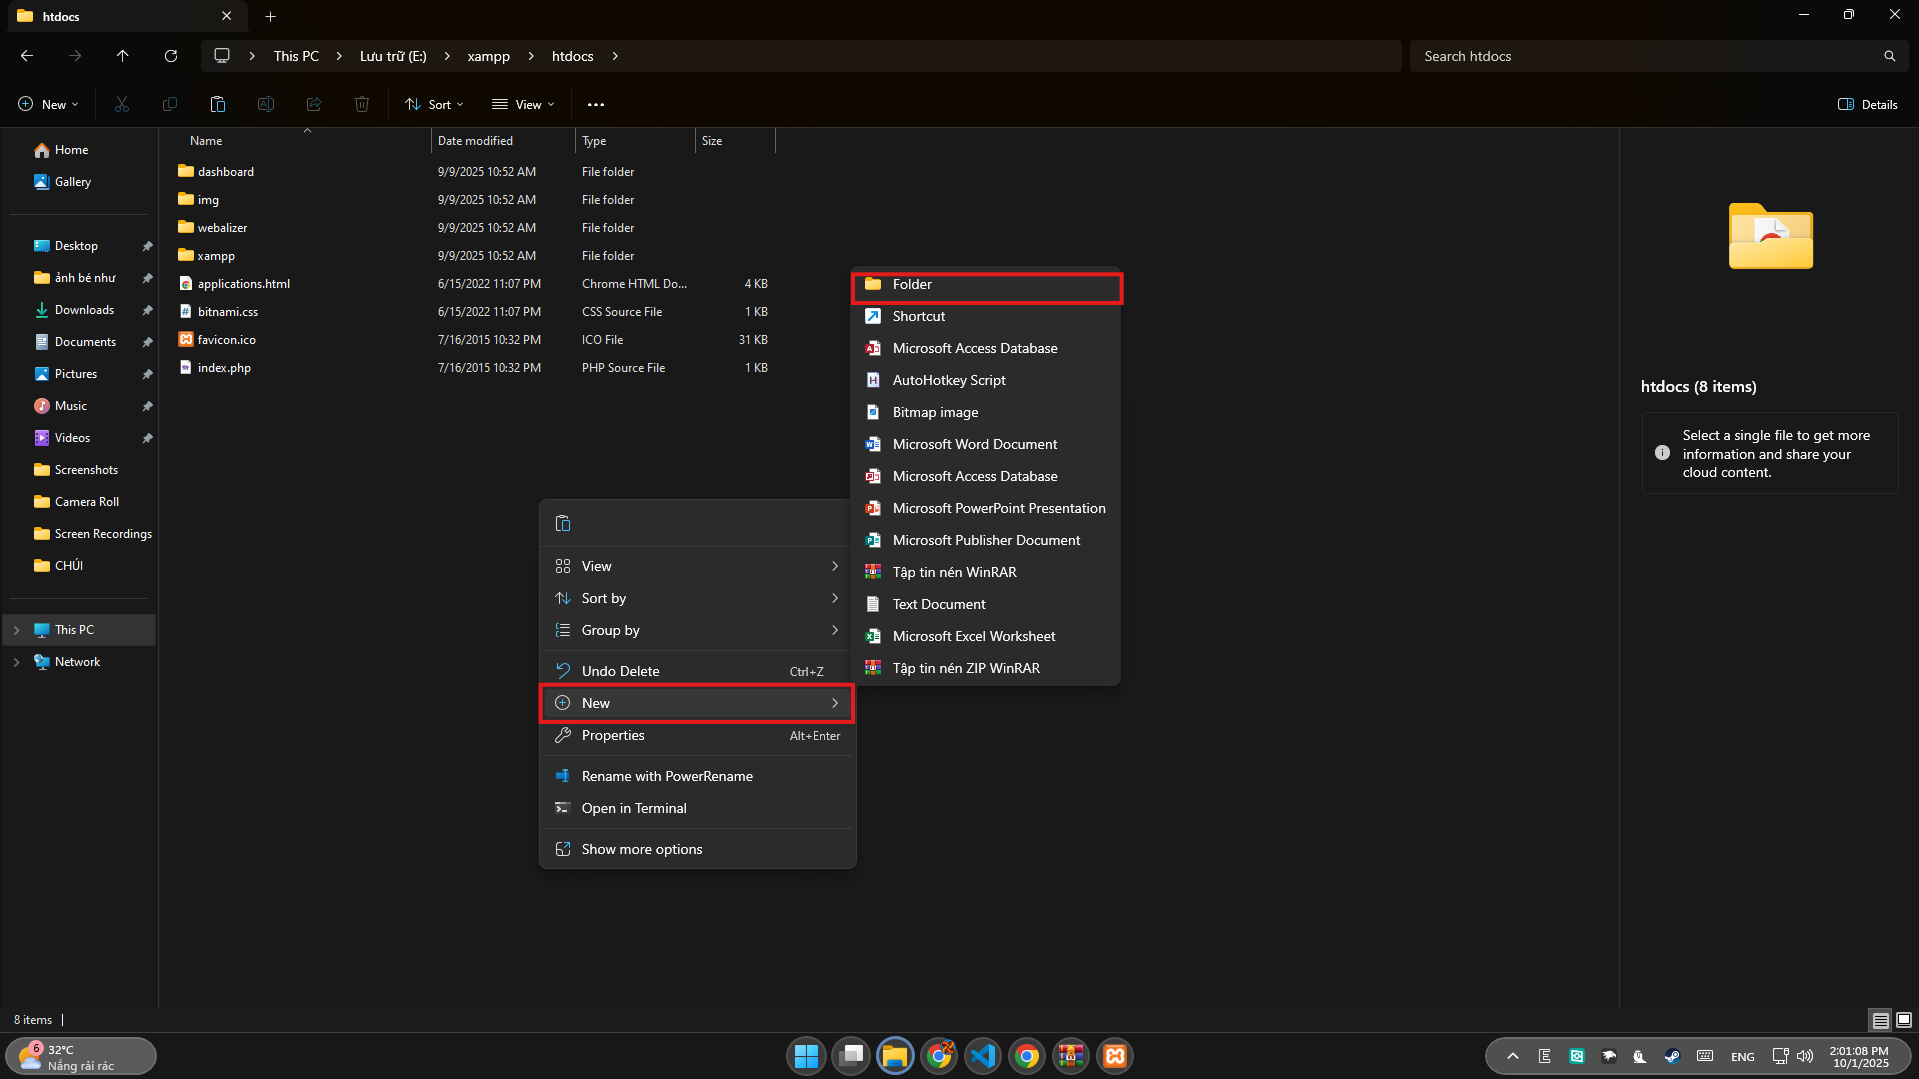 htdocs
This PC
Lưu trữ (E:)
xampp
htdocs
Search htdocs
New
Sort
View
Details
Name
Date modified
Type
Size
Home
Gallery
Desktop
ảnh bé như
Downloads
Documents
Pictures
Music
Videos
Screenshots
Camera Roll
Screen Recordings
CHÚI
This PC
Network
dashboard 9/9/2025 10:52 AM File folder
img 9/9/2025 10:52 AM File folder
webalizer 9/9/2025 10:52 AM File folder
xampp 9/9/2025 10:52 AM File folder
applications.html 6/15/2022 11:07 PM Chrome HTML Do... 4 KB
bitnami.css 6/15/2022 11:07 PM CSS Source File 1 KB
favicon.ico 7/16/2015 10:32 PM ICO File 31 KB
index.php 7/16/2015 10:32 PM PHP Source File 1 KB
View
Sort by
Group by
Undo Delete Ctrl+Z
New
Properties Alt+Enter
Rename with PowerRename
Open in Terminal
Show more options
Folder
Shortcut
Microsoft Access Database
AutoHotkey Script
Bitmap image
Microsoft Word Document
Microsoft Access Database
Microsoft PowerPoint Presentation
Microsoft Publisher Document
Tập tin nén WinRAR
Text Document
Microsoft Excel Worksheet
Tập tin nén ZIP WinRAR
htdocs (8 items)
Select a single file to get more
information and share your
cloud content.
8 items
6
32°C
Nắng rải rác
ENG
2:01:08 PM
10/1/2025